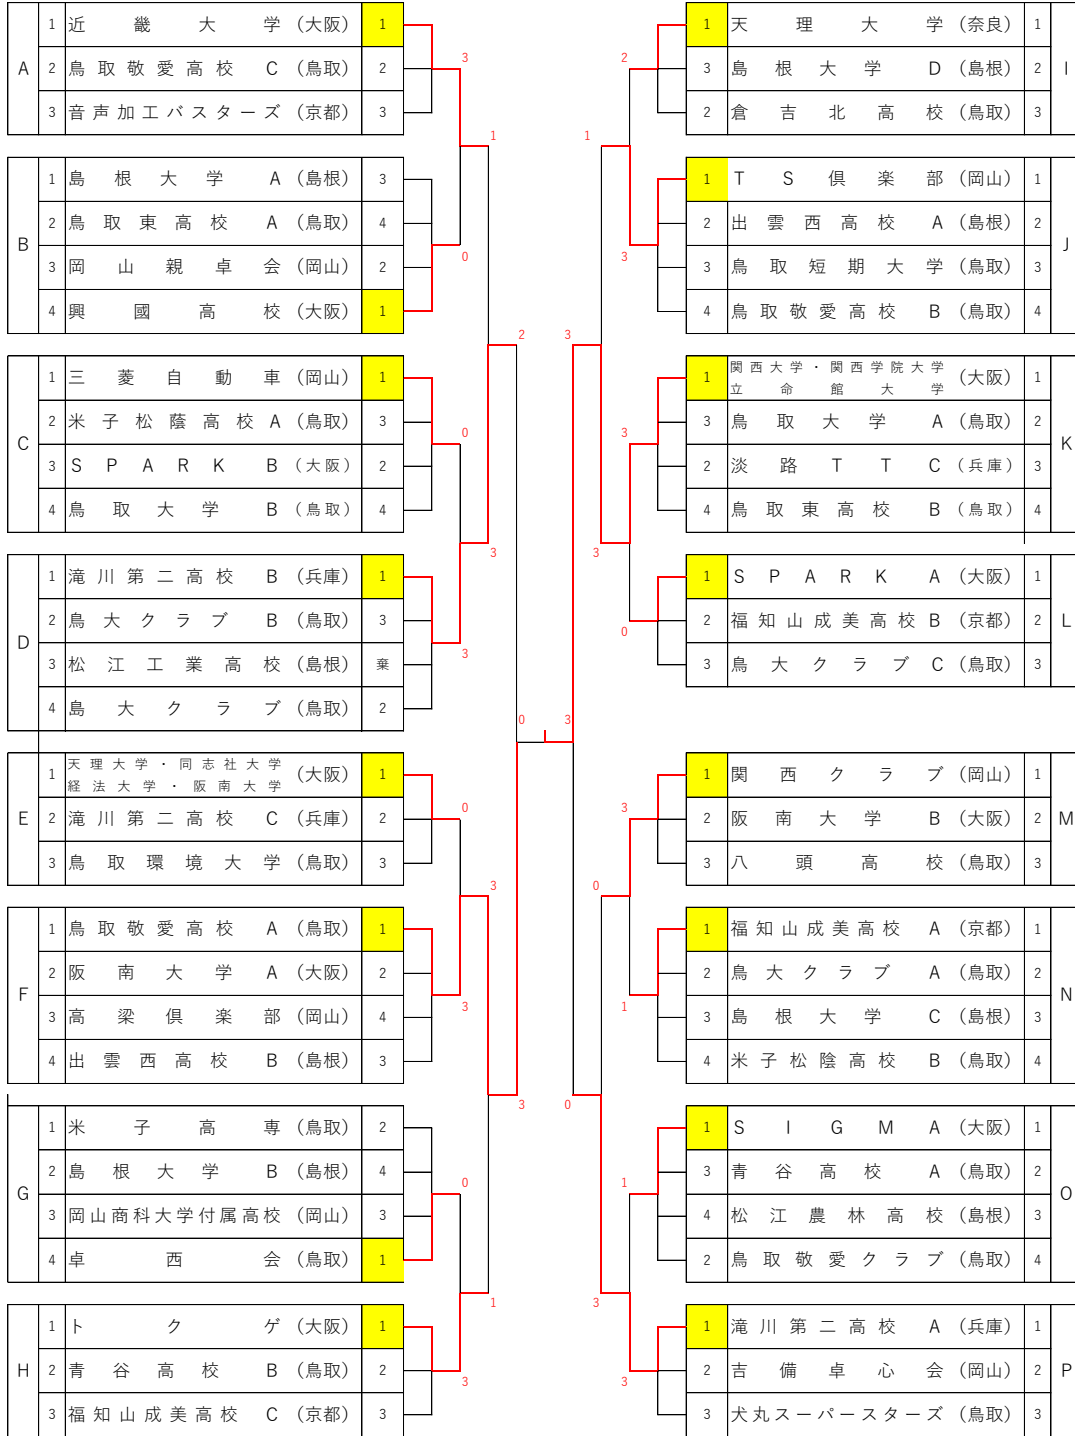 A
1 近畿大学 (大阪) 1
2 鳥取敬愛高校 C (鳥取) 2
3 音声加工バスターズ (京都) 3
B
1 島根大学 A (島根) 3
2 鳥取東高校 A (鳥取) 4
3 岡山親卓会 (岡山) 2
4 興國高校 (大阪) 1
C
1 三菱自動車 (岡山) 1
2 米子松蔭高校 A (鳥取) 3
3 SPARK B (大阪) 2
4 鳥取大学 B (鳥取) 4
D
1 滝川第二高校 B (兵庫) 1
2 鳥大クラブ B (鳥取) 3
3 松江工業高校 (島根) 棄
4 島大クラブ (鳥取) 2
E
1 天理大学・同志社大学
経法大学・阪南大学 (大阪) 1
2 滝川第二高校 C (兵庫) 2
3 鳥取環境大学 (鳥取) 3
F
1 鳥取敬愛高校 A (鳥取) 1
2 阪南大学 A (大阪) 2
3 高梁倶楽部 (岡山) 4
4 出雲西高校 B (島根) 3
G
1 米子高専 (鳥取) 2
2 島根大学 B (島根) 4
3 岡山商科大学付属高校 (岡山) 3
4 卓西会 (鳥取) 1
H
1 トクゲ (大阪) 1
2 青谷高校 B (鳥取) 2
3 福知山成美高校 C (京都) 3
3
1
0
2
0
3
3
0
0
3
3
3
0
1
3
3
2
1
3
3
3
3
0
3
0
1
0
1
3
3
1 天理大学 (奈良) 1
3 島根大学 D (島根) 2
2 倉吉北高校 (鳥取) 3
I
1 TS倶楽部 (岡山) 1
2 出雲西高校 A (島根) 2
3 鳥取短期大学 (鳥取) 3
4 鳥取敬愛高校 B (鳥取) 4
J
1 関西大学・関西学院大学
立命館大学 (大阪) 1
3 鳥取大学 A (鳥取) 2
2 淡路TTC (兵庫) 3
4 鳥取東高校 B (鳥取) 4
K
1 SPARK A (大阪) 1
2 福知山成美高校 B (京都) 2
3 鳥大クラブ C (鳥取) 3
L
1 関西クラブ (岡山) 1
2 阪南大学 B (大阪) 2
3 八頭高校 (鳥取) 3
M
1 福知山成美高校 A (京都) 1
2 鳥大クラブ A (鳥取) 2
3 島根大学 C (島根) 3
4 米子松陰高校 B (鳥取) 4
N
1 SIGMA (大阪) 1
3 青谷高校 A (鳥取) 2
4 松江農林高校 (島根) 3
2 鳥取敬愛クラブ (鳥取) 4
O
1 滝川第二高校 A (兵庫) 1
2 吉備卓心会 (岡山) 2
3 犬丸スーパースターズ (鳥取) 3
P